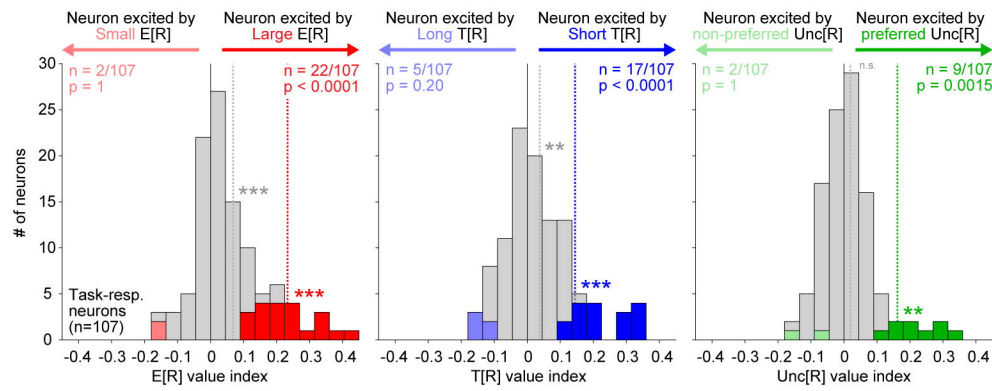 Neuron excited by Neuron excited by
Small E[R] Large E[R]
n = 2/107 n = 22/107
p = 1 p < 0.0001
***
***
Task-resp.
neurons
(n=107)
# of neurons
30
25
20
15
10
5
0
-0.4 -0.3 -0.2 -0.1 0 0.1 0.2 0.3 0.4
E[R] value index
Neuron excited by Neuron excited by
Long T[R] Short T[R]
n = 5/107 n = 17/107
p = 0.20 p < 0.0001
**
***
-0.4 -0.3 -0.2 -0.1 0 0.1 0.2 0.3 0.4
T[R] value index
Neuron excited by Neuron excited by
non-preferred Unc[R] preferred Unc[R]
n.s.
n = 2/107 n = 9/107
p = 1 p = 0.0015
**
-0.4 -0.3 -0.2 -0.1 0 0.1 0.2 0.3 0.4
Unc[R] value index